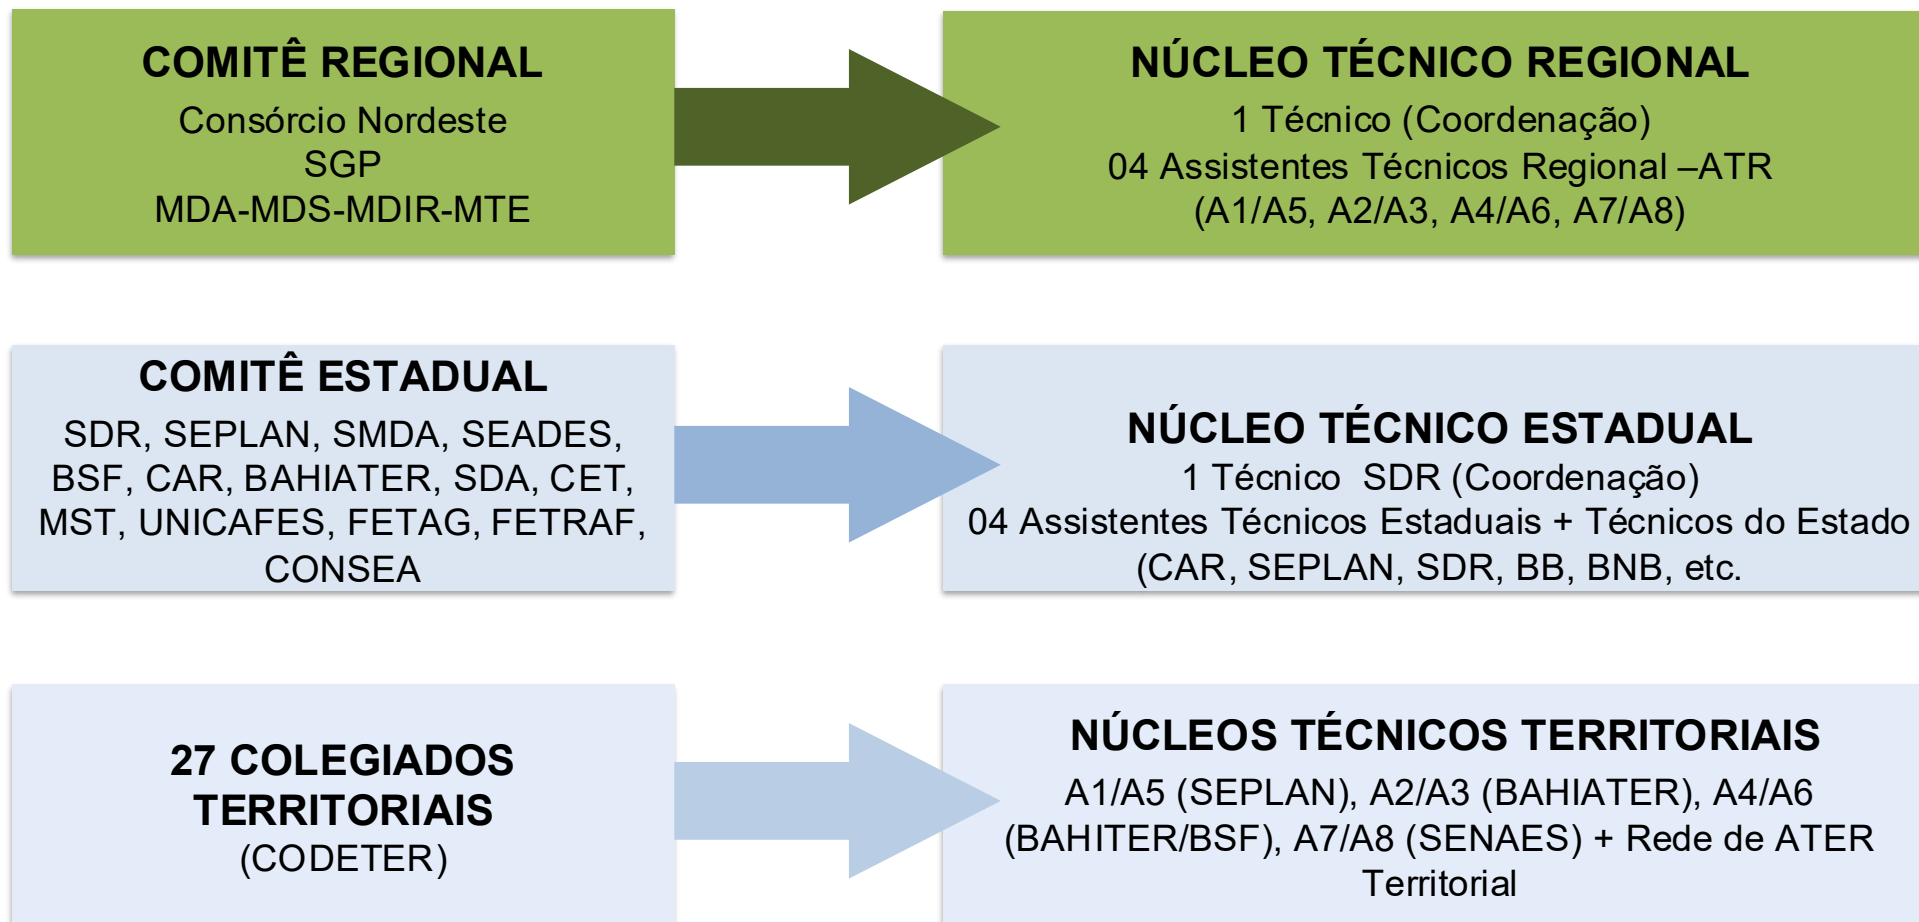 COMITÊ REGIONAL
Consórcio Nordeste
SGP
MDA-MDS-MDIR-MTE
NÚCLEO TÉCNICO REGIONAL
1 Técnico (Coordenação)
04 Assistentes Técnicos Regional –ATR
(A1/A5, A2/A3, A4/A6, A7/A8)
COMITÊ ESTADUAL
SDR, SEPLAN, SMDA, SEADES,
BSF, CAR, BAHIATER, SDA, CET,
MST, UNICAFES, FETAG, FETRAF,
CONSEA
NÚCLEO TÉCNICO ESTADUAL
1 Técnico SDR (Coordenação)
04 Assistentes Técnicos Estaduais + Técnicos do Estado
(CAR, SEPLAN, SDR, BB, BNB, etc.
27 COLEGIADOS
TERRITORIAIS
(CODETER)
NÚCLEOS TÉCNICOS TERRITORIAIS
A1/A5 (SEPLAN), A2/A3 (BAHIATER), A4/A6
(BAHITER/BSF), A7/A8 (SENAES) + Rede de ATER
Territorial